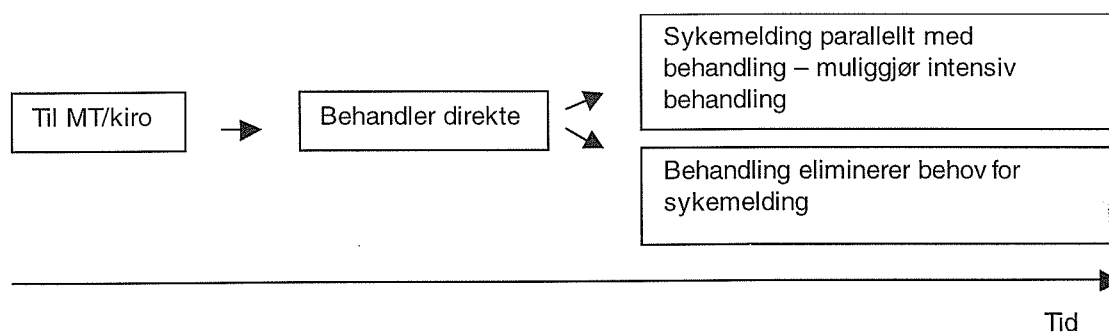 Til MT/kiro
Behandler direkte
Sykemelding parallellt med
behandling – muliggjør intensiv
behandling
Behandling eliminerer behov for
sykemelding
Tid